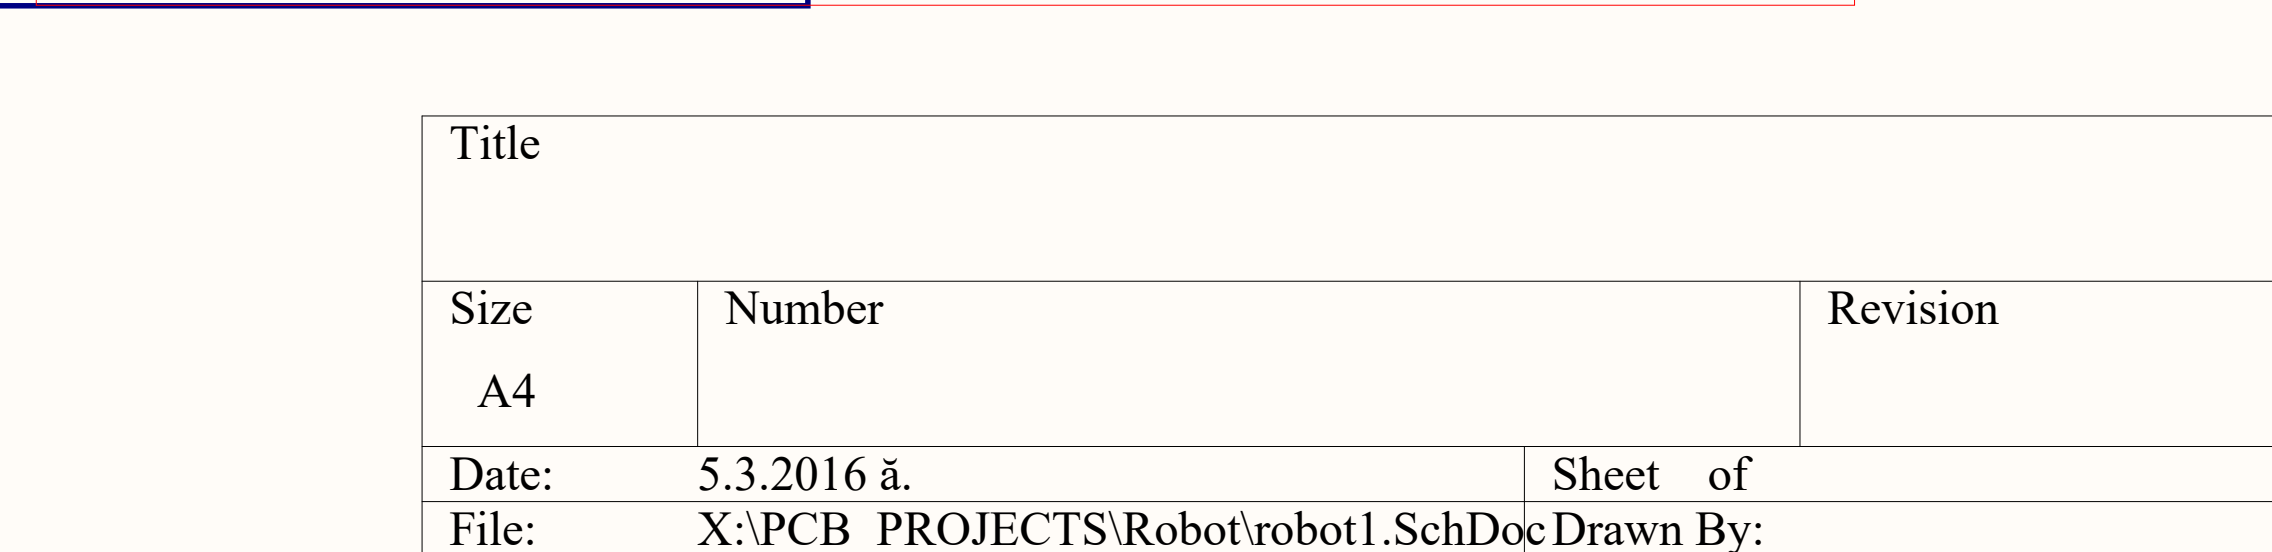 Title
Size Number Revision
A4
Date: 5.3.2016 ă. Sheet of
File: X:\PCB PROJECTS\Robot\robot1.SchDoc Drawn By: